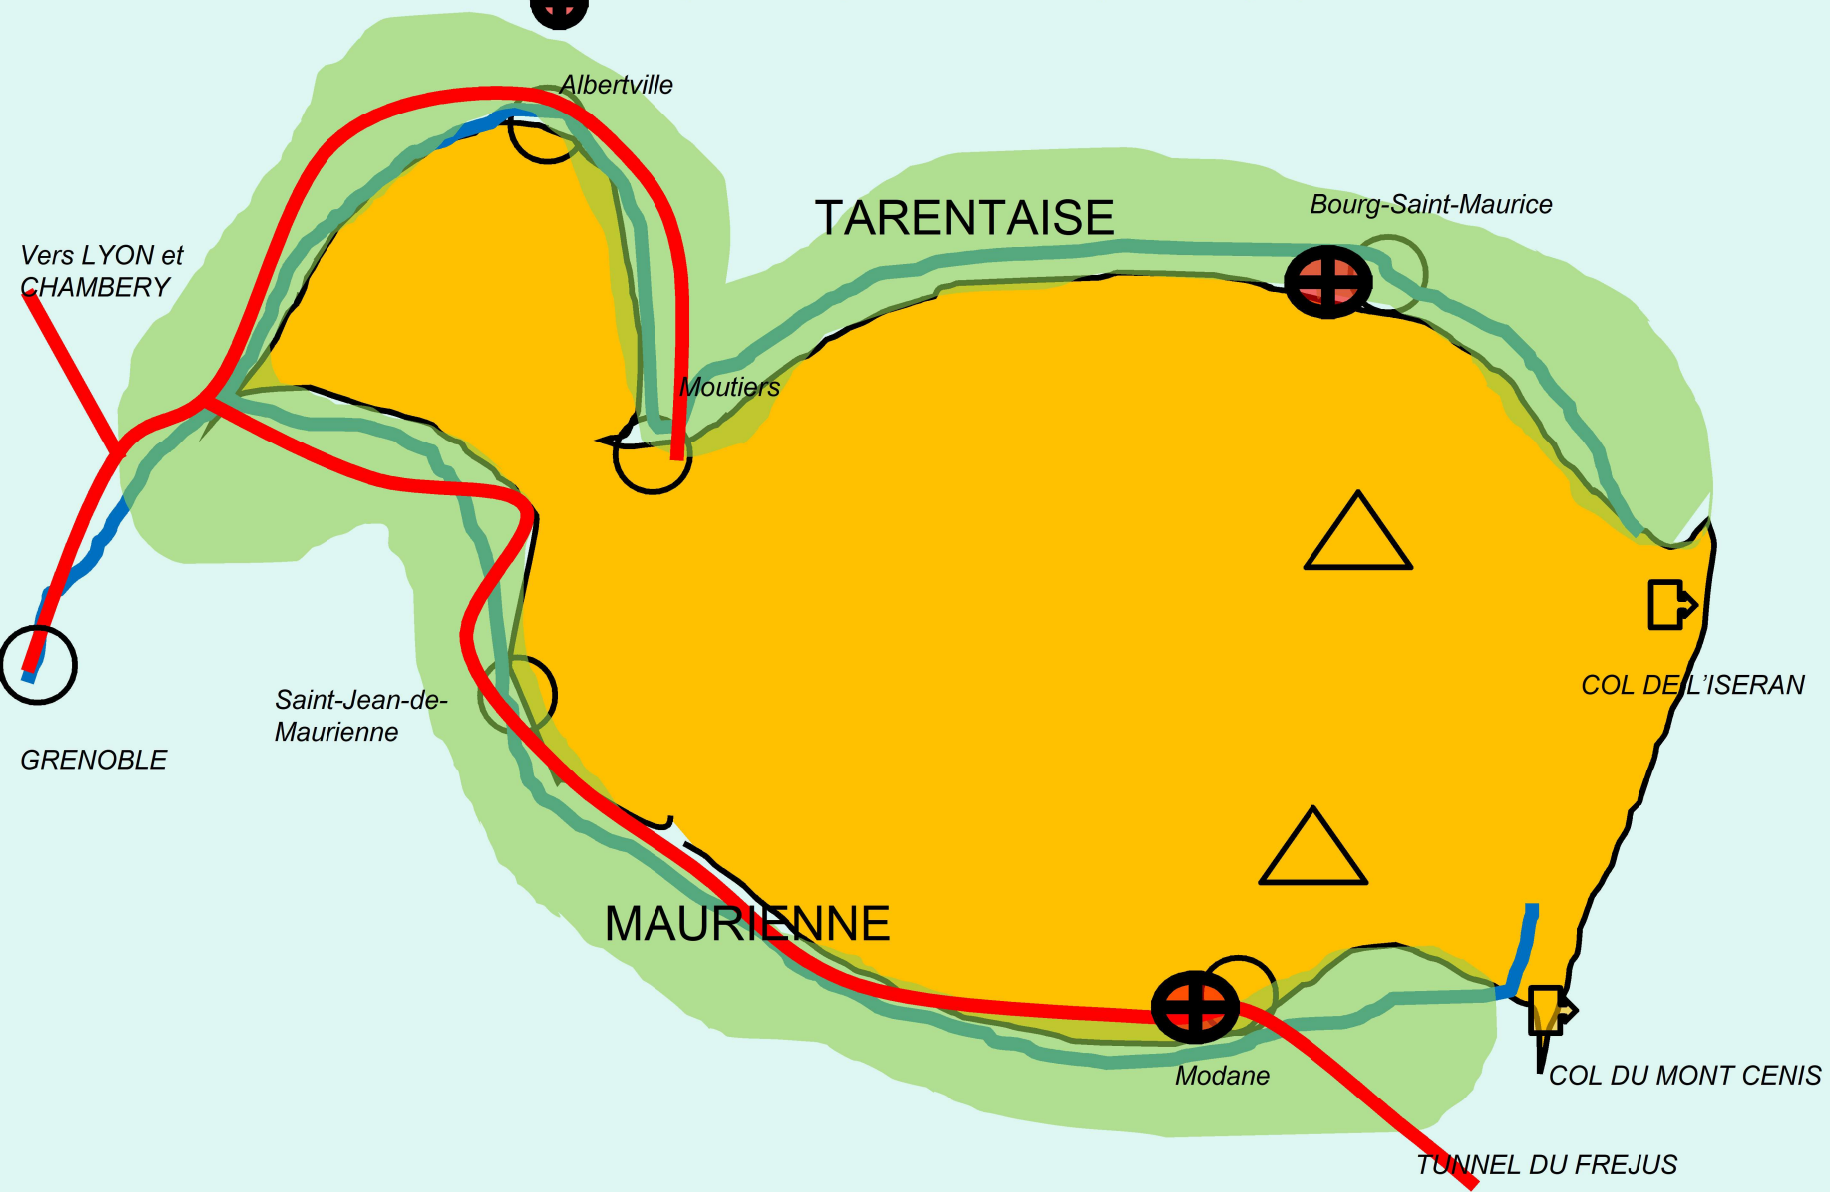 Albertville
TARENTAISE
Bourg-Saint-Maurice
Vers LYON et
CHAMBERY
Moutiers
COL DE L’ISERAN
Saint-Jean-de-
Maurienne
GRENOBLE
MAURIENNE
Modane
COL DU MONT CENIS
TUNNEL DU FREJUS